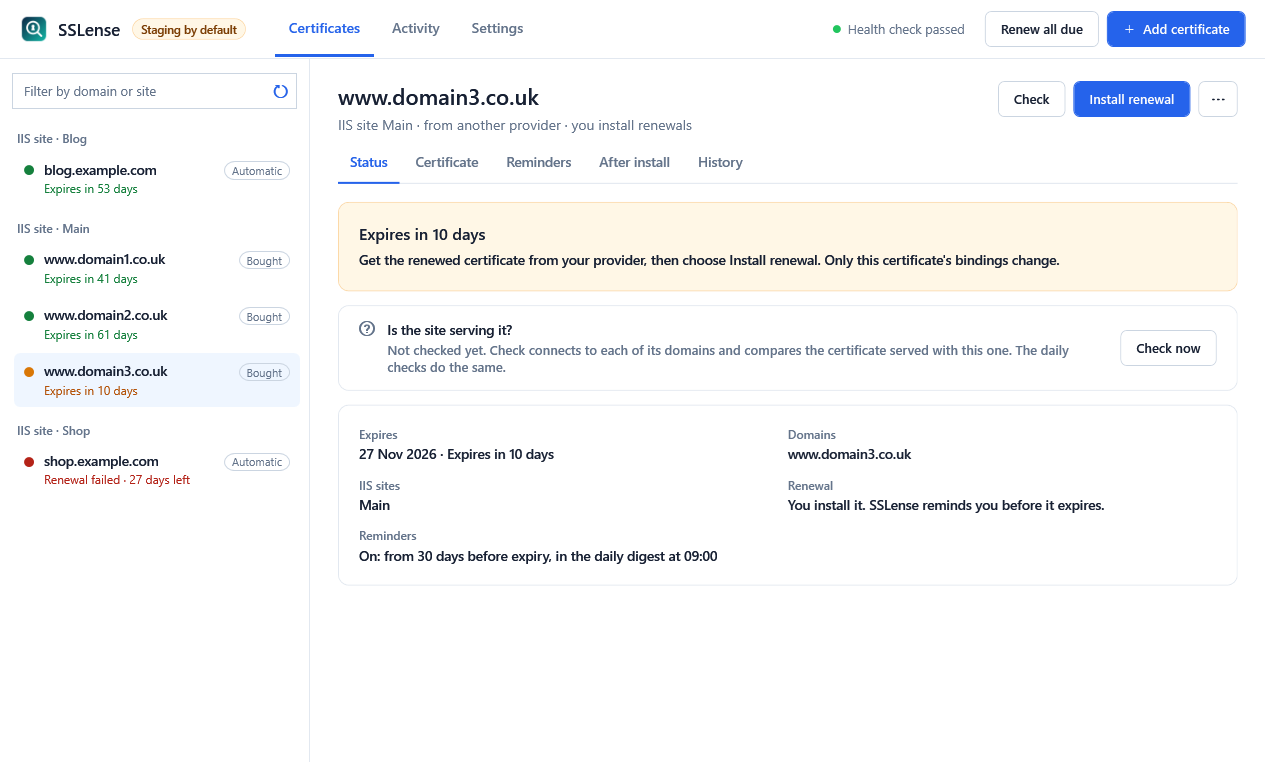 SSLense
Staging by default
Certificates
Activity
Settings
Health check passed
Renew all due
+ Add certificate
Filter by domain or site
IIS site · Blog
blog.example.com
Automatic
Expires in 53 days
IIS site · Main
www.domain1.co.uk
Bought
Expires in 41 days
www.domain2.co.uk
Bought
Expires in 61 days
www.domain3.co.uk
Bought
Expires in 10 days
IIS site · Shop
shop.example.com
Automatic
Renewal failed · 27 days left
www.domain3.co.uk
IIS site Main · from another provider · you install renewals
Check
Install renewal
···
Status
Certificate
Reminders
After install
History
Expires in 10 days
Get the renewed certificate from your provider, then choose Install renewal. Only this certificate's bindings change.
Is the site serving it?
Not checked yet. Check connects to each of its domains and compares the certificate served with this one. The daily
checks do the same.
Check now
Expires
27 Nov 2026 · Expires in 10 days
Domains
www.domain3.co.uk
IIS sites
Main
Renewal
You install it. SSLense reminds you before it expires.
Reminders
On: from 30 days before expiry, in the daily digest at 09:00